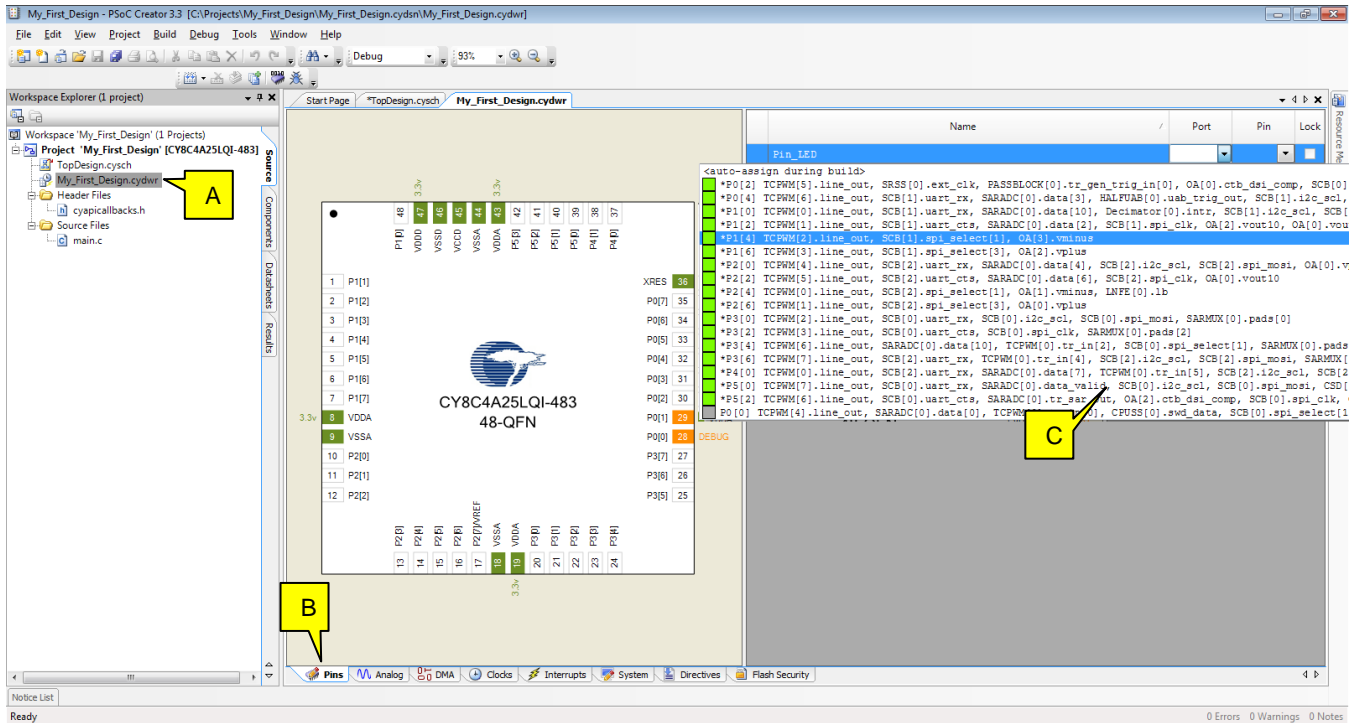 My_First_Design - PSoC Creator 3.3 [C:\Projects\My_First_Design\My_First_Design.cydsn\My_First_Design.cydwr]
File Edit View Project Build Debug Tools Window Help
Debug 93%
Workspace Explorer (1 project)
Start Page *TopDesign.cysch My_First_Design.cydwr
Workspace 'My_First_Design' (1 Projects)
Project 'My_First_Design' [CY8C4A25LQI-483]
TopDesign.cysch
My_First_Design.cydwr
Header Files
cyapicallbacks.h
Source Files
main.c
A
Source
Components
Datasheets
Results
3.3v 3.3v
48 47 46 45 44 43 42 41 40 39 38 37
P1[0] VDDD VSSD VCCD VSSA VDDA P5[3] P5[2] P5[1] P5[0] P4[1] P4[0]
1 P1[1] XRES 36
2 P1[2] P0[7] 35
3 P1[3] P0[6] 34
4 P1[4] P0[5] 33
5 P1[5] P0[4] 32
6 P1[6] P0[3] 31
7 P1[7] P0[2] 30
3.3v 8 VDDA P0[1] 29
9 VSSA P0[0] 28 DEBUG
10 P2[0] P3[7] 27
11 P2[1] P3[6] 26
12 P2[2] P3[5] 25
CY8C4A25LQI-483
48-QFN
P2[3] P2[4] P2[5] P2[6] P2[7]/VREF VSSA VDDA P3[0] P3[1] P3[2] P3[3] P3[4]
13 14 15 16 17 18 19 20 21 22 23 24
3.3v
B
Name / Port Pin Lock
Pin_LED
<auto-assign during build>
*P0[2] TCPWM[5].line_out, SRSS[0].ext_clk, PASSBLOCK[0].tr_gen_trig_in[0], OA[0].ctb_dsi_comp, SCB[0]
*P0[4] TCPWM[6].line_out, SCB[1].uart_rx, SARADC[0].data[3], HALFUAB[0].uab_trig_out, SCB[1].i2c_scl,
*P1[0] TCPWM[0].line_out, SCB[1].uart_rx, SARADC[0].data[10], Decimator[0].intr, SCB[1].i2c_scl, SCB[
*P1[2] TCPWM[1].line_out, SCB[1].uart_cts, SARADC[0].data[2], SCB[1].spi_clk, OA[2].vout10, OA[0].vou
*P1[4] TCPWM[2].line_out, SCB[1].spi_select[1], OA[3].vminus
*P1[6] TCPWM[3].line_out, SCB[1].spi_select[3], OA[2].vplus
*P2[0] TCPWM[4].line_out, SCB[2].uart_rx, SARADC[0].data[4], SCB[2].i2c_scl, SCB[2].spi_mosi, OA[0].v
*P2[2] TCPWM[5].line_out, SCB[2].uart_cts, SARADC[0].data[6], SCB[2].spi_clk, OA[2].vout10
*P2[4] TCPWM[0].line_out, SCB[2].spi_select[1], OA[1].vminus, LNFE[0].lb
*P2[6] TCPWM[1].line_out, SCB[2].spi_select[3], OA[0].vplus
*P3[0] TCPWM[2].line_out, SCB[0].uart_rx, SCB[0].i2c_scl, SCB[0].spi_mosi, SARMUX[0].pads[0]
*P3[2] TCPWM[3].line_out, SCB[0].uart_cts, SCB[0].spi_clk, SARMUX[0].pads[2]
*P3[4] TCPWM[6].line_out, SARADC[0].data[10], TCPWM[0].tr_in[2], SCB[0].spi_select[1], SARMUX[0].pads
*P3[6] TCPWM[7].line_out, SCB[2].uart_rx, TCPWM[0].tr_in[4], SCB[2].i2c_scl, SCB[2].spi_mosi, SARMUX[
*P4[0] TCPWM[0].line_out, SCB[2].uart_rx, SARADC[0].data[7], TCPWM[0].tr_in[5], SCB[2].i2c_scl, SCB[2
*P5[0] TCPWM[7].line_out, SCB[0].uart_rx, SARADC[0].data_valid, SCB[0].i2c_scl, SCB[0].spi_mosi, CSD[
*P5[2] TCPWM[6].line_out, SCB[0].uart_cts, SARADC[0].tr_sar_out, OA[2].ctb_dsi_comp, SCB[0].spi_clk,
P0[0] TCPWM[4].line_out, SARADC[0].data[0], CPUSS[0].swd_data, SCB[0].spi_select[1
C
Resource Me
Pins Analog DMA Clocks Interrupts System Directives Flash Security
Notice List
Ready 0 Errors 0 Warnings 0 Notes